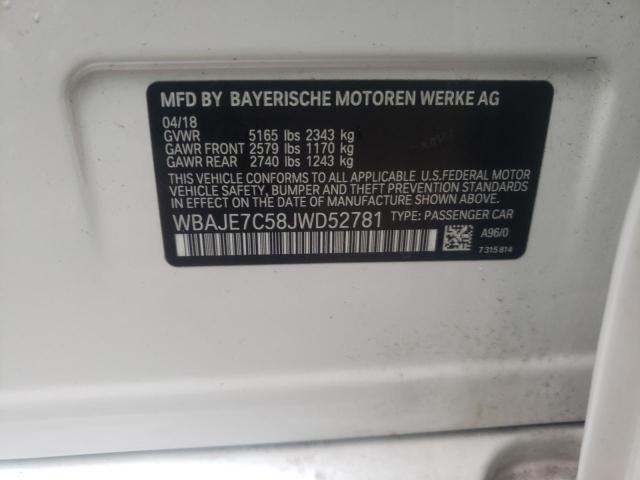 MFD BY BAYERISCHE MOTOREN WERKE AG
04/18
GVWR 5165 lbs 2343 kg
GAWR FRONT 2579 lbs 1170 kg
GAWR REAR 2740 lbs 1243 kg
THIS VEHICLE CONFORMS TO ALL APPLICABLE U.S.FEDERAL MOTOR
VEHICLE SAFETY, BUMPER AND THEFT PREVENTION STANDARDS
IN EFFECT ON THE DATE OF MANUFACTURE SHOWN ABOVE.
WBAJE7C58JWD52781 TYPE: PASSENGER CAR
A96/0
7315814